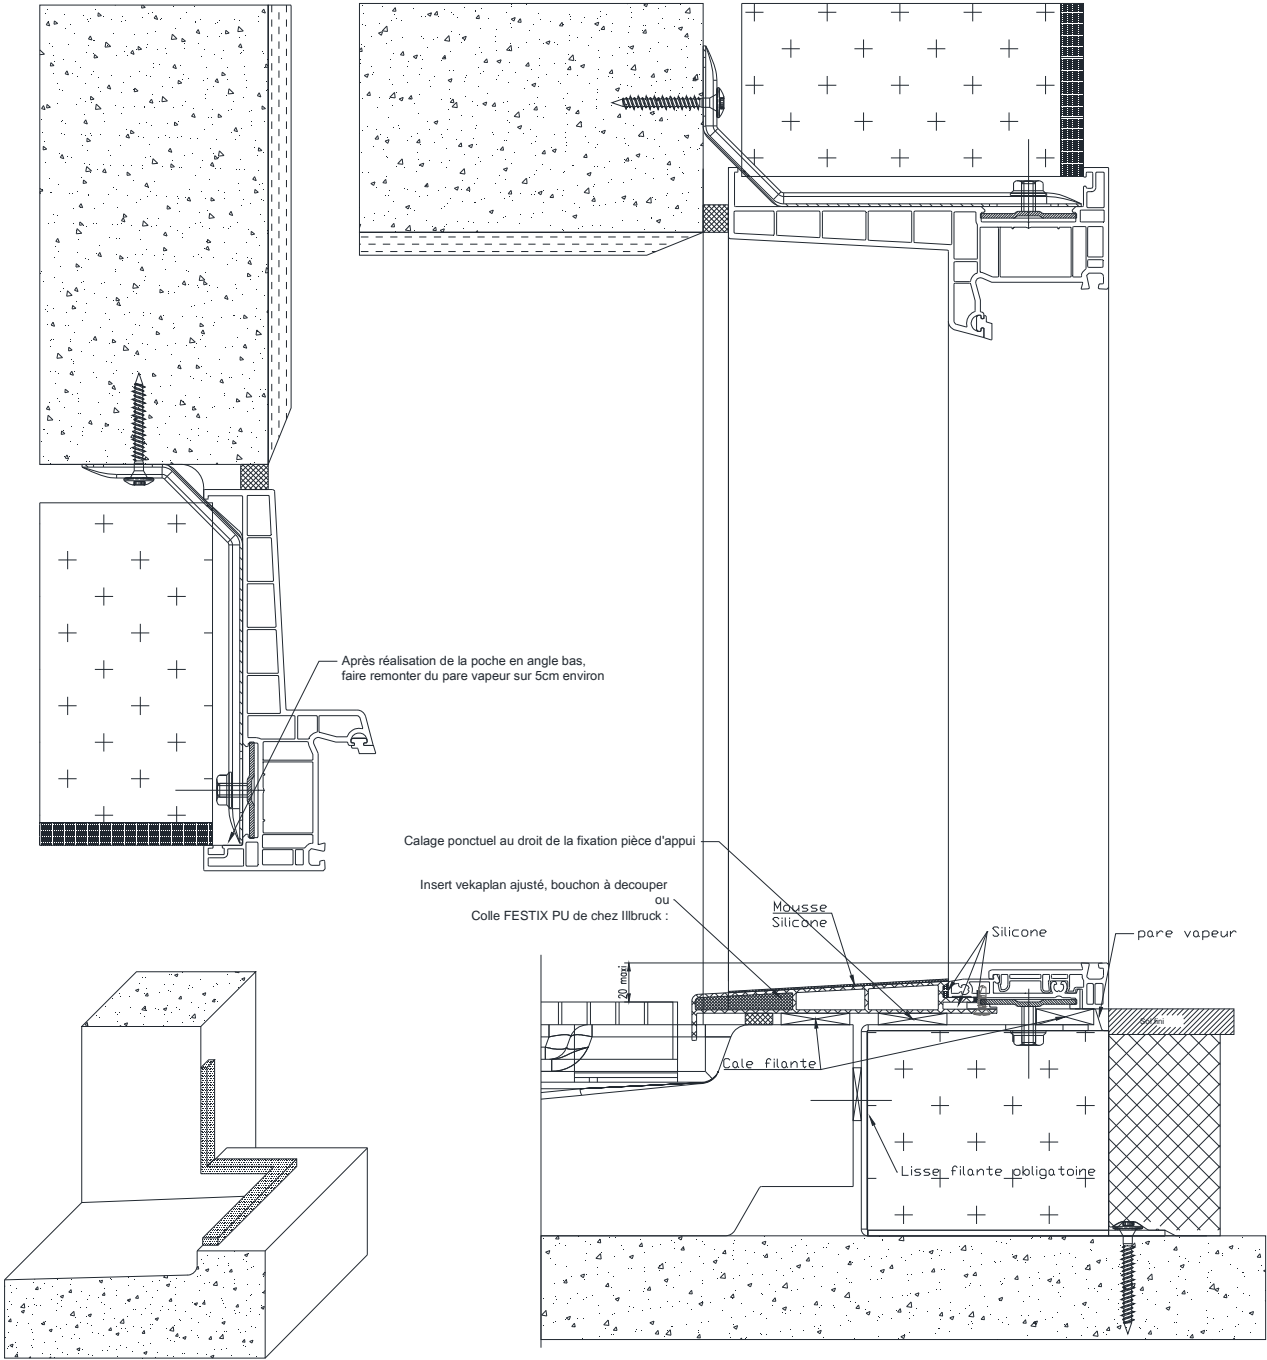 Après réalisation de la poche en angle bas,
faire remonter du pare vapeur sur 5cm environ
Calage ponctuel au droit de la fixation pièce d'appui
Insert vekaplan ajusté, bouchon à decouper
ou
Colle FESTIX PU de chez Illbruck :
Mousse
Silicone
Silicone
pare vapeur
20 maxi
Sol fini
Cale filante
Lisse filante obligatoire